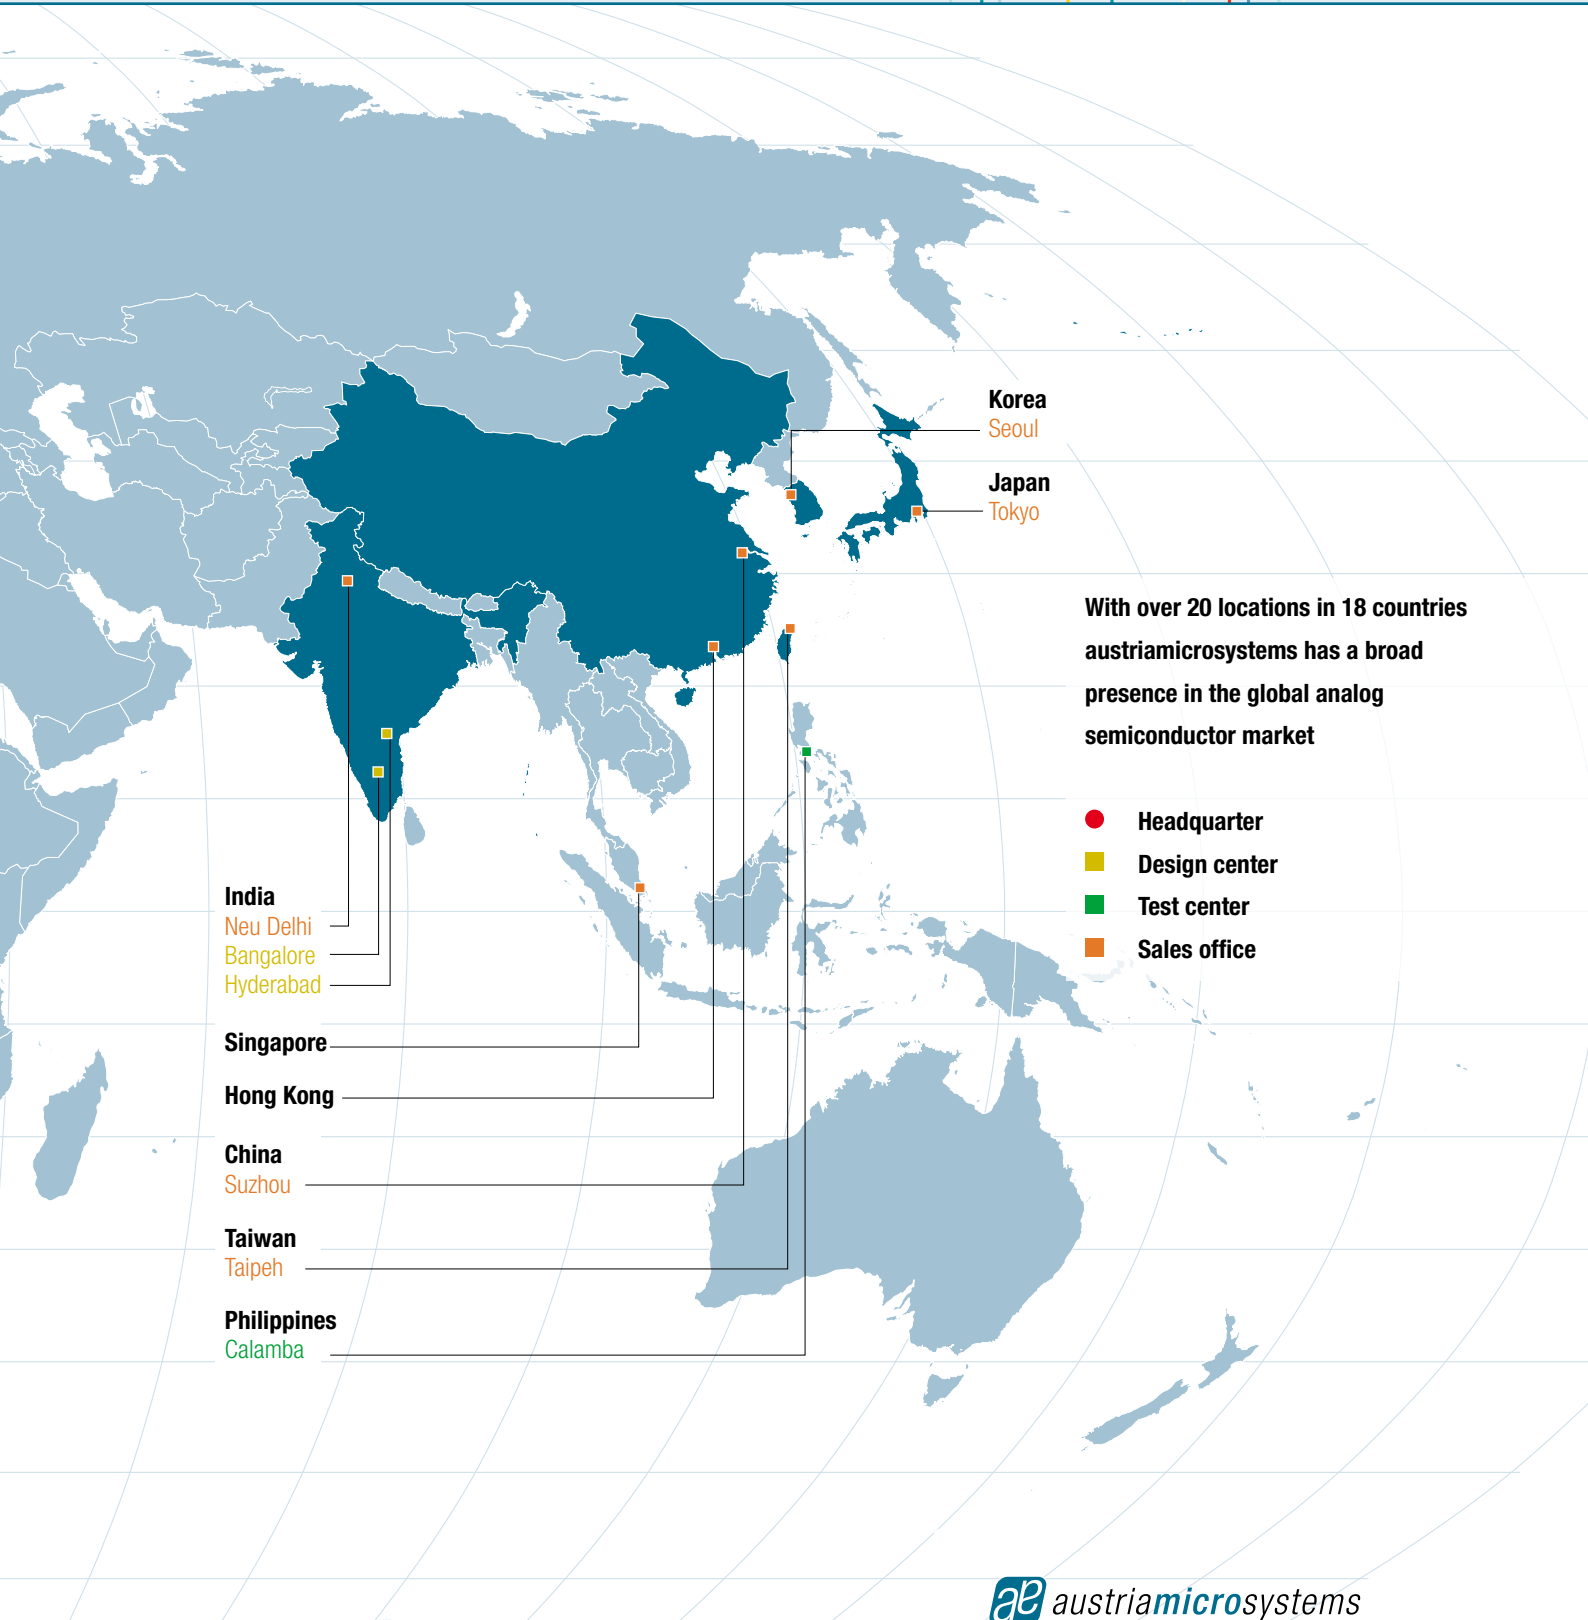 Korea
Seoul
Japan
Tokyo
With over 20 locations in 18 countries
austriamicrosystems has a broad
presence in the global analog
semiconductor market
Headquarter
Design center
Test center
Sales office
India
Neu Delhi
Bangalore
Hyderabad
Singapore
Hong Kong
China
Suzhou
Taiwan
Taipeh
Philippines
Calamba
ae austriamicrosystems